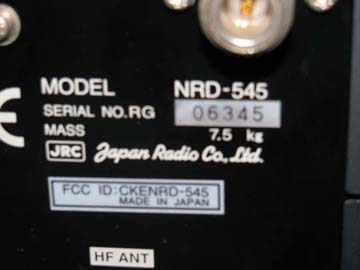 MODEL NRD-545
SERIAL NO.RG 06345
MASS 7.5 kg
JRC Japan Radio Co., Ltd.
CE
FCC ID:CKENRD-545
MADE IN JAPAN
HF ANT